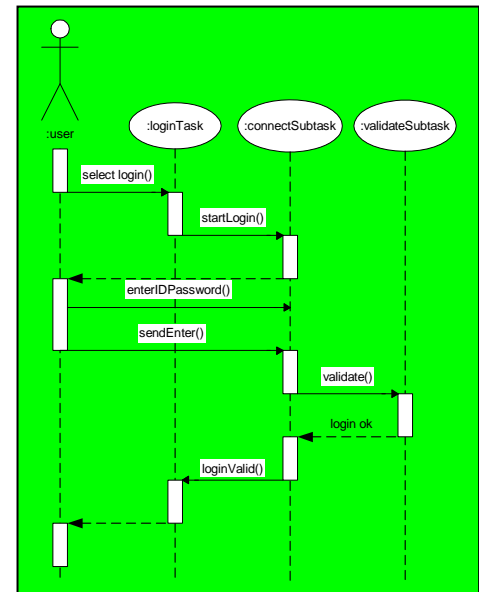 :user
:loginTask
:connectSubtask
:validateSubtask
select login()
startLogin()
enterIDPassword()
sendEnter()
validate()
login ok
loginValid()